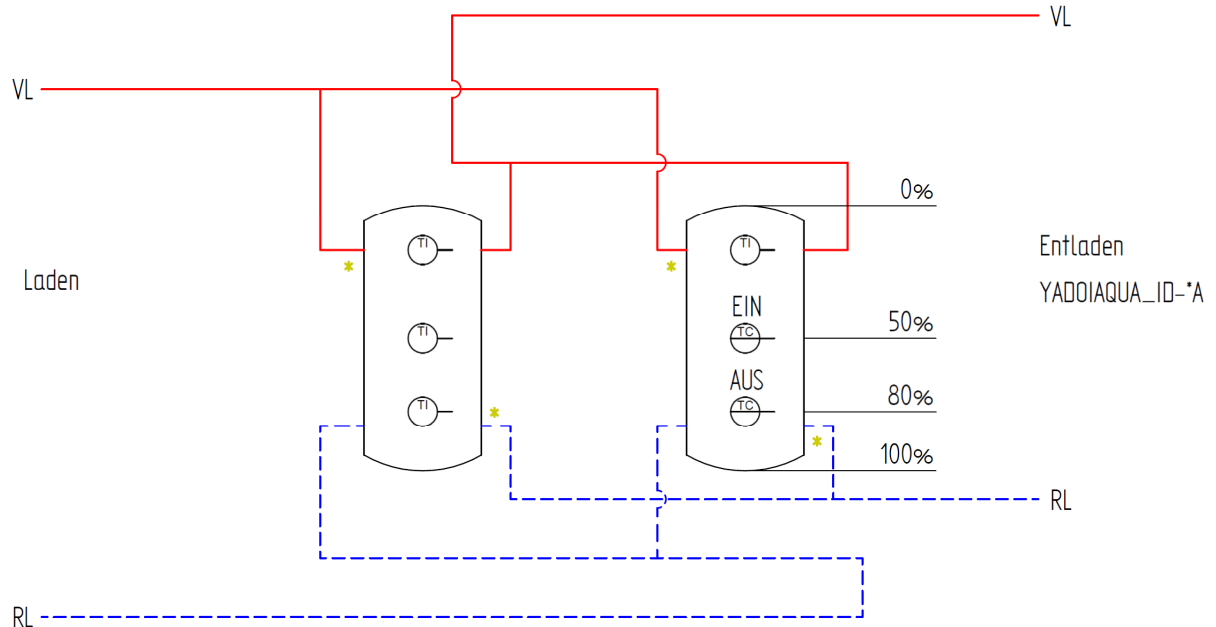 VL
VL
0%
TI
TI
Entladen
Laden
YADOIAQUA_ID-*A
EIN
50%
TI
TC
AUS
80%
TI
TC
100%
RL
RL